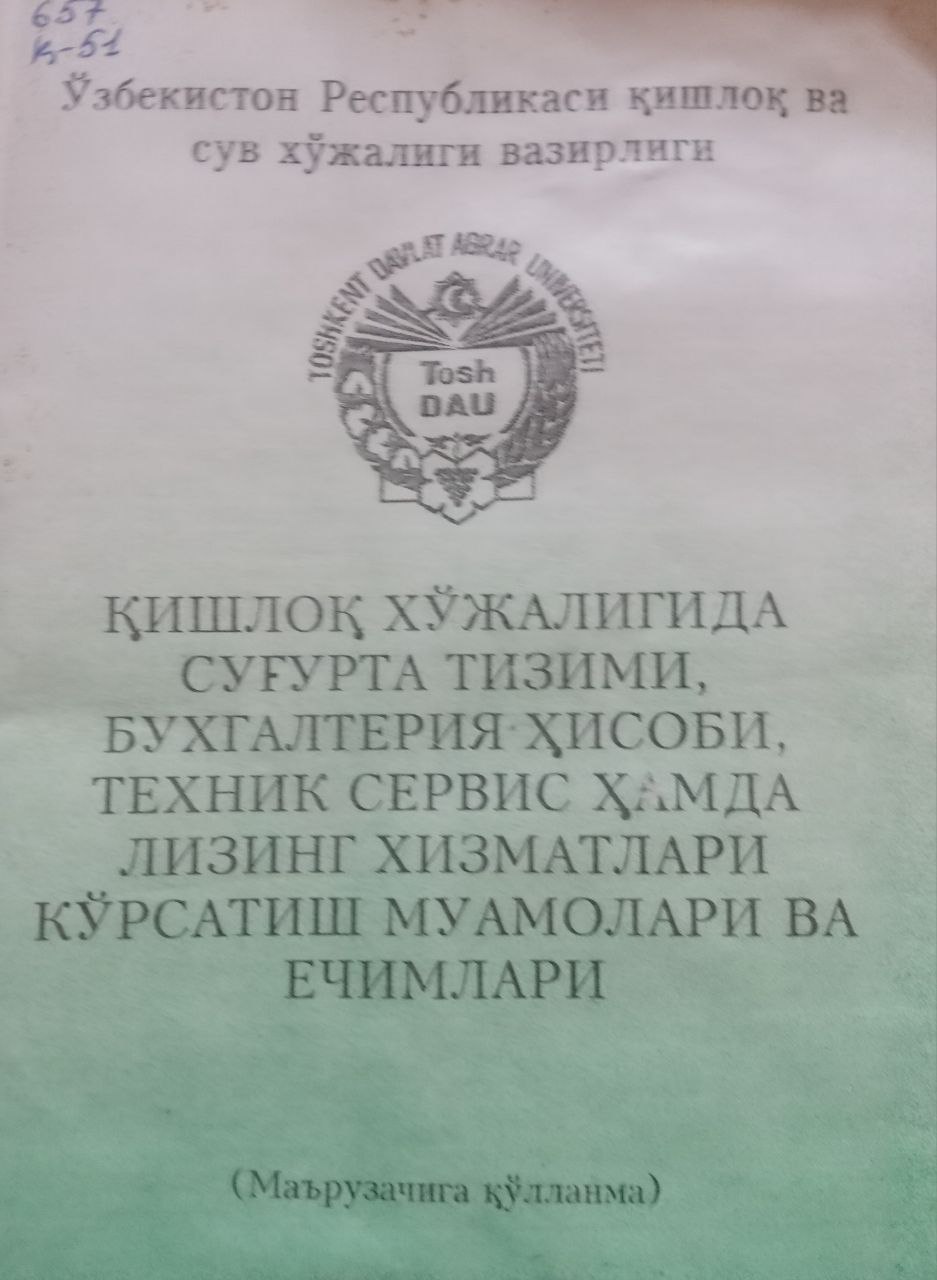 657
Қ-51
Ўзбекистон Республикаси қишлоқ ва
сув хўжалиги вазирлиги
TOSHKENT DAVLAT AGRAR UNIVERSITETI
Tosh
DAU
ҚИШЛОҚ ХЎЖАЛИГИДА
СУҒУРТА ТИЗИМИ,
БУХГАЛТЕРИЯ ҲИСОБИ,
ТЕХНИК СЕРВИС ҲАМДА
ЛИЗИНГ ХИЗМАТЛАРИ
КЎРСАТИШ МУАМОЛАРИ ВА
ЕЧИМЛАРИ
(Маърузачига қўлланма)